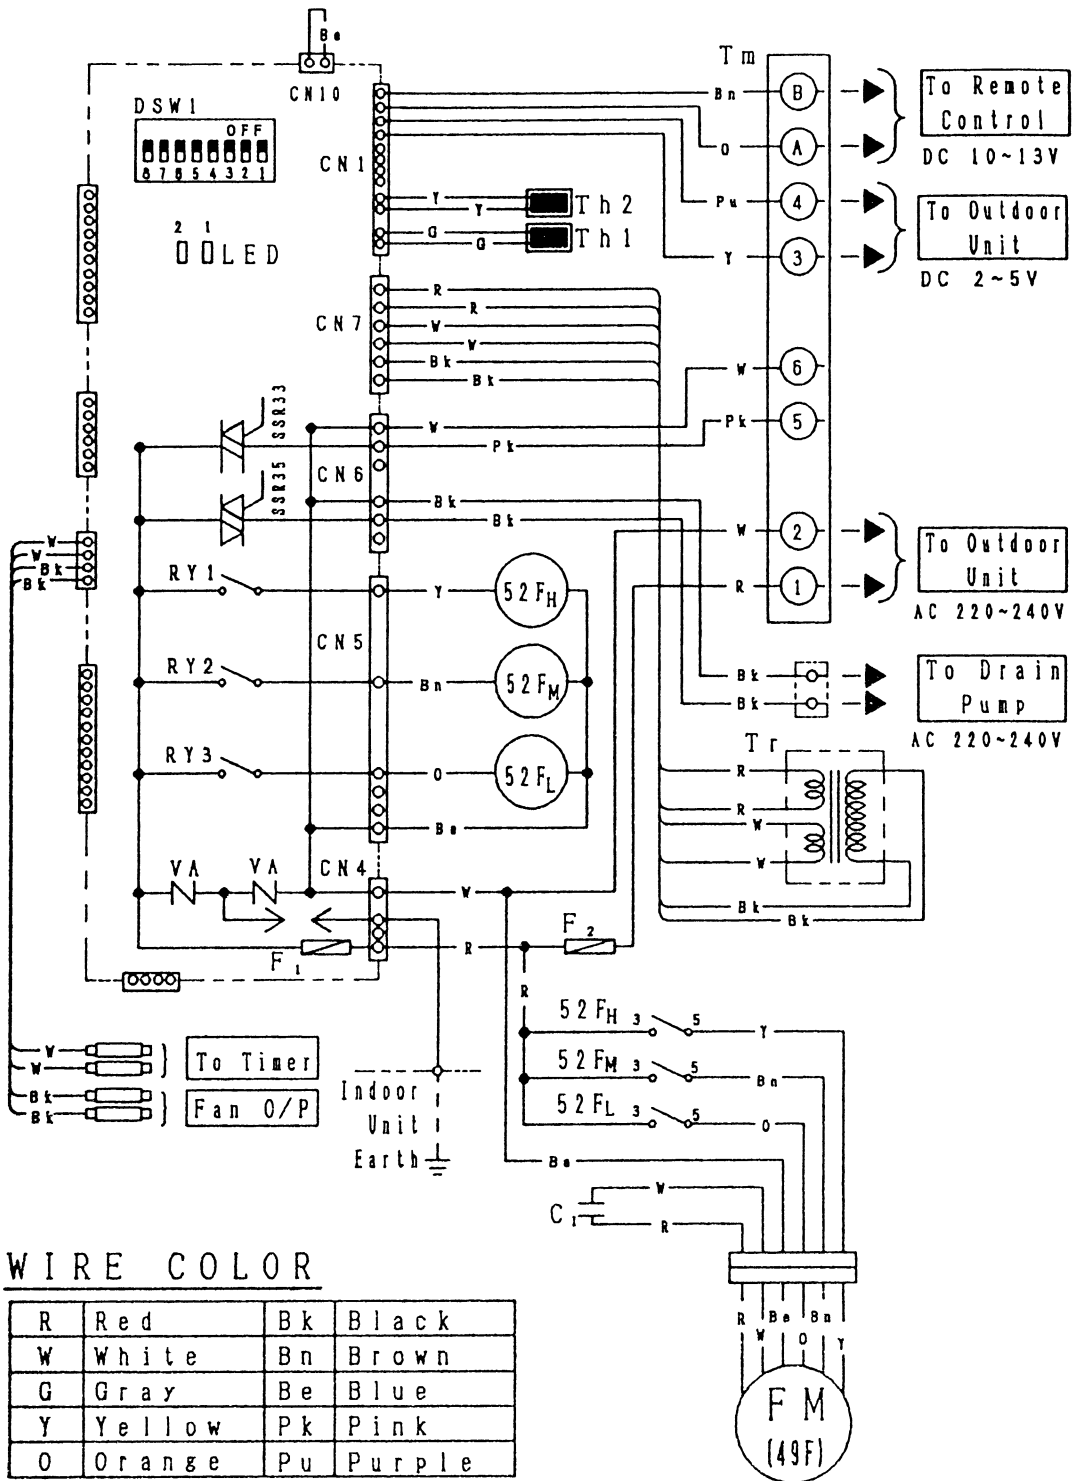 Be
Tm
CN10
DSW1
OFF
8 7 6 5 4 3 2 1
CN1
Bn
B
To Remote
Control
DC 10~13V
O
A
Y
Y
Th2
G
G
Th1
Pu
4
To Outdoor
Unit
DC 2~5V
Y
3
2 1
LED
CN7
R
R
W
W
Bk
Bk
W
6
Pk
5
SSR33
W
Pk
CN6
SSR35
Bk
Bk
W
2
To Outdoor
Unit
AC 220~240V
R
1
W
W
Bk
Bk
RY1
Y
52FH
CN5
RY2
Bn
52FM
RY3
O
52FL
Be
Bk
Bk
To Drain
Pump
AC 220~240V
Tr
R
R
W
W
Bk
Bk
VA
VA
CN4
W
F1
R
F2
R
52FH 3 5 Y
52FM 3 5 Bn
52FL 3 5 O
W
W
To Timer
Bk
Bk
Fan O/P
Indoor
Unit
Earth
Be
W
C1
R
R
W
Be
O
Bn
Y
FM
(49F)
WIRE COLOR
R Red Bk Black
W White Bn Brown
G Gray Be Blue
Y Yellow Pk Pink
O Orange Pu Purple